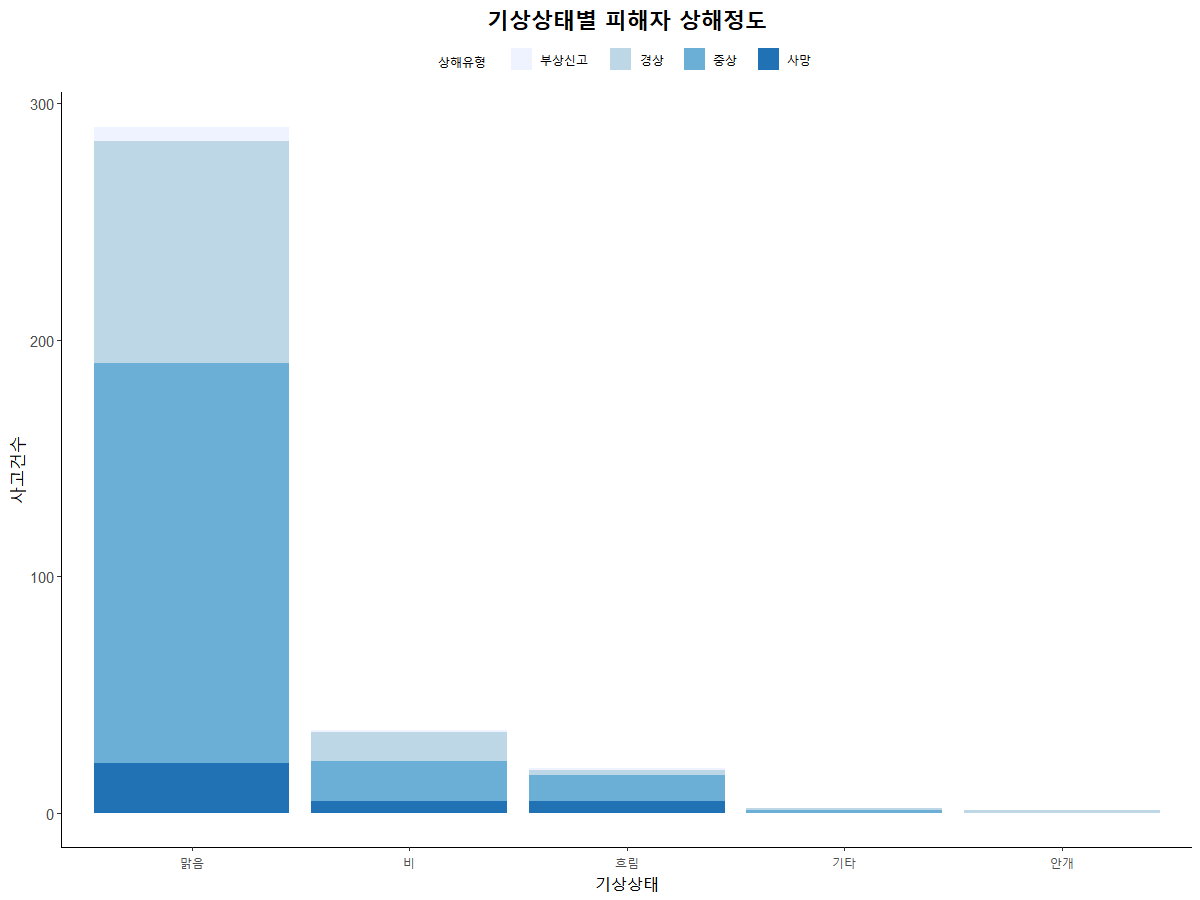 기상상태별 피해자 상해정도
상해유형 부상신고 경상 중상 사망
300
200
100
0
사고건수
맑음 비 흐림 기타 안개
기상상태